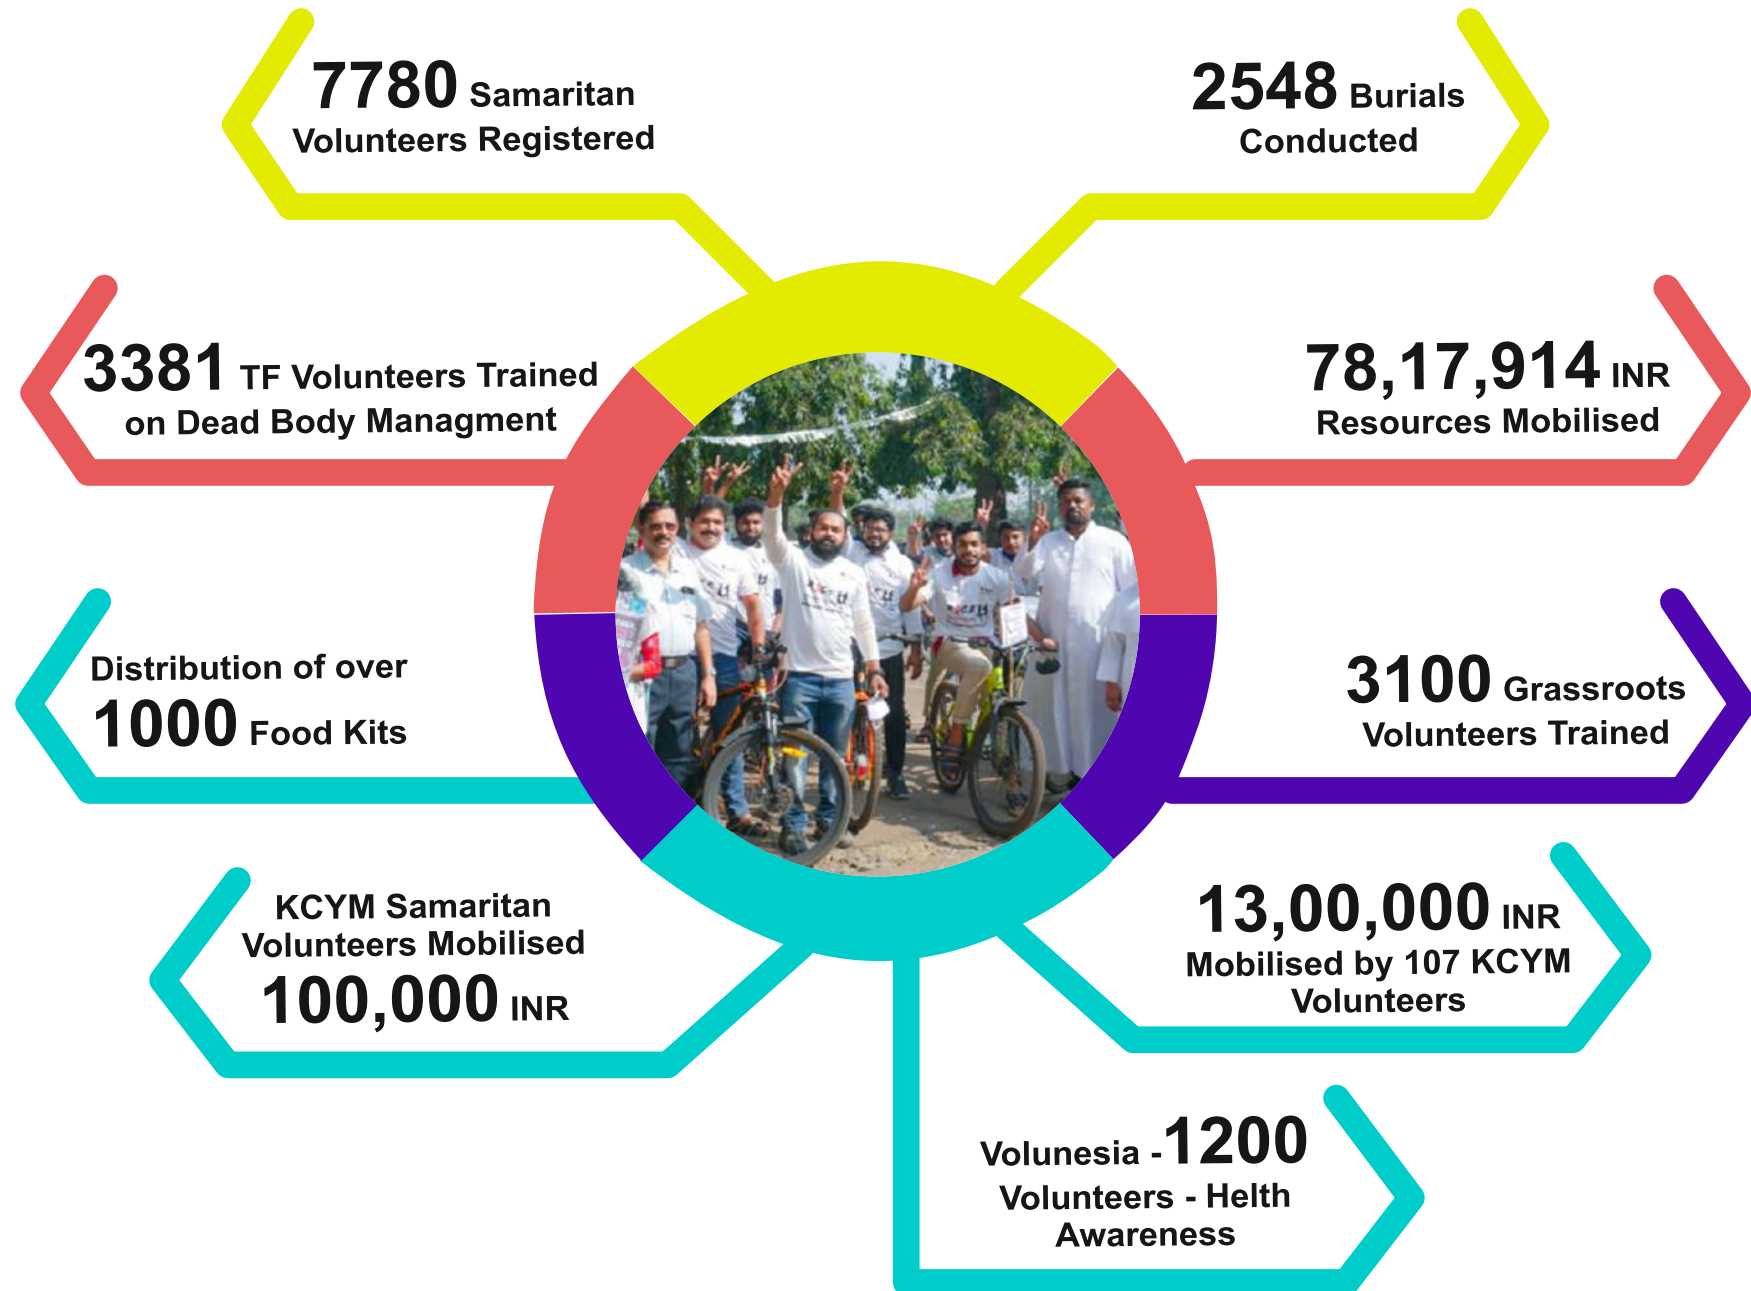 7780 Samaritan
Volunteers Registered
2548 Burials
Conducted
3381 TF Volunteers Trained
on Dead Body Managment
78,17,914 INR
Resources Mobilised
Distribution of over
1000 Food Kits
3100 Grassroots
Volunteers Trained
KCYM Samaritan
Volunteers Mobilised
100,000 INR
13,00,000 INR
Mobilised by 107 KCYM
Volunteers
Volunesia -1200
Volunteers - Helth
Awareness